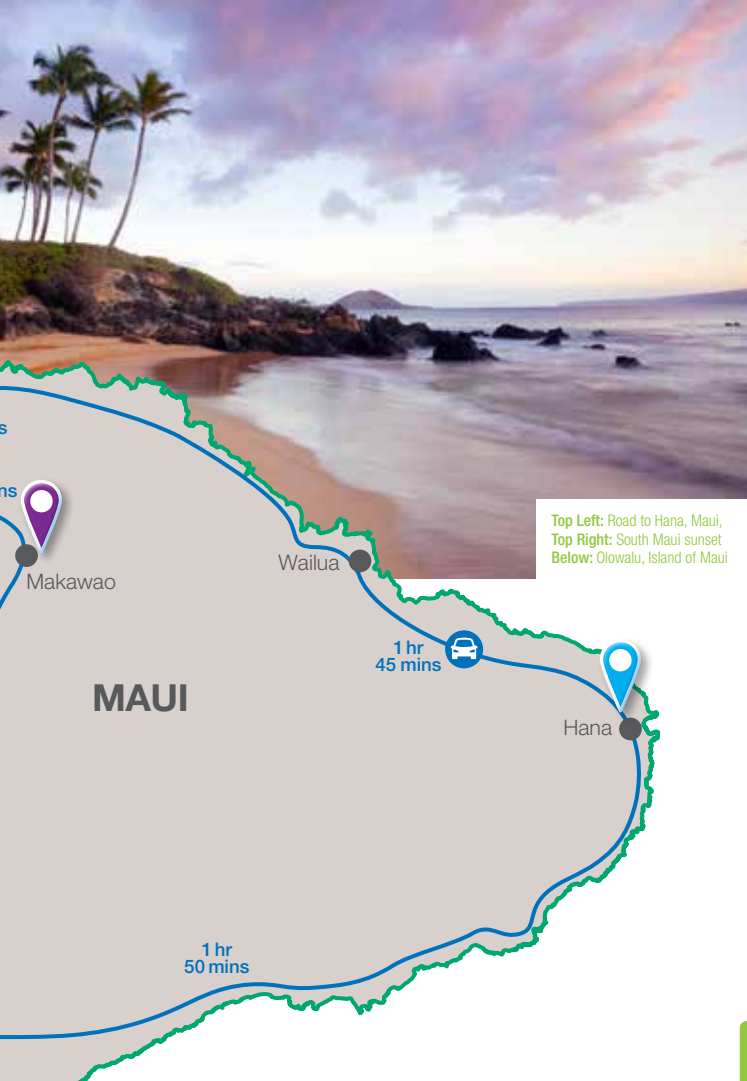 s
ns
Makawao
Wailua
Top Left: Road to Hana, Maui,
Top Right: South Maui sunset
Below: Olowalu, Island of Maui
1 hr
45 mins
MAUI
Hana
1 hr
50 mins